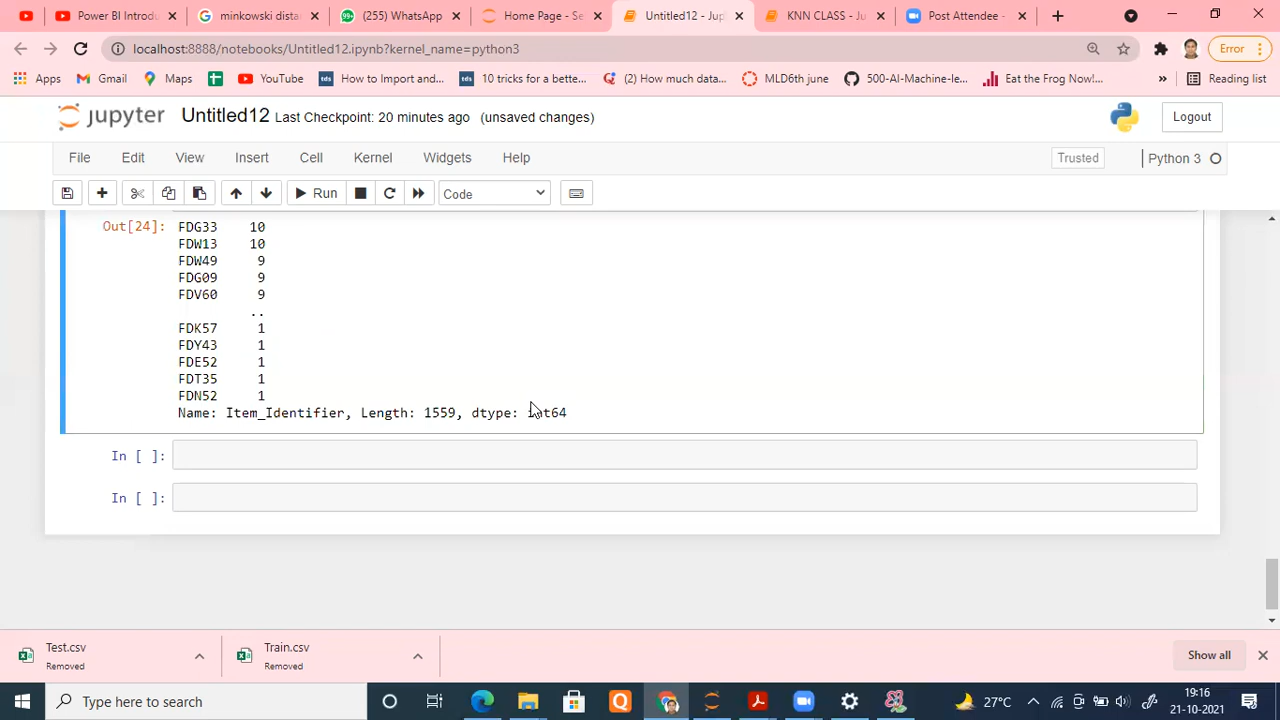 Power BI Introdu
minkowski dista
(255) WhatsApp
Home Page - Se
Untitled12 - Jup
KNN CLASS - Ju
Post Attendee -
localhost:8888/notebooks/Untitled12.ipynb?kernel_name=python3
Error
Apps
Gmail
Maps
YouTube
tds How to Import and...
tds 10 tricks for a bette...
(2) How much data...
MLD6th june
500-AI-Machine-le...
Eat the Frog Now!...
»
Reading list
jupyter Untitled12 Last Checkpoint: 20 minutes ago (unsaved changes)
Logout
File Edit View Insert Cell Kernel Widgets Help
Trusted
Python 3
Run
Code
Out[24]:
FDG33 10
FDW13 10
FDW49 9
FDG09 9
FDV60 9
..
FDK57 1
FDY43 1
FDE52 1
FDT35 1
FDN52 1
Name: Item_Identifier, Length: 1559, dtype: int64
In [ ]:
In [ ]:
Test.csv
Removed
Train.csv
Removed
Show all
Type here to search
27°C
19:16
21-10-2021